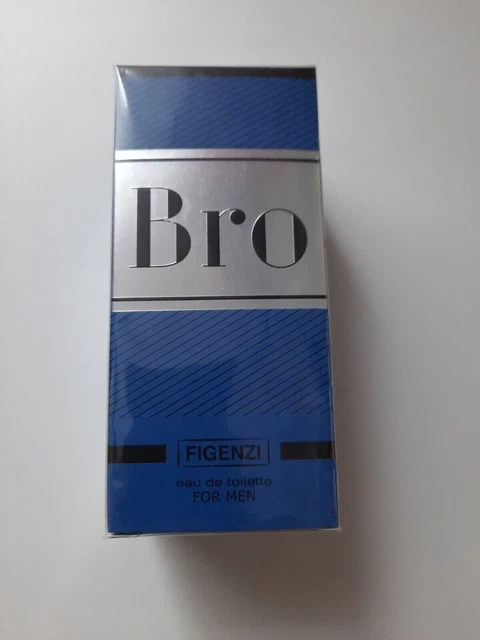 Bro
FIGENZI
eau de toilette
FOR MEN